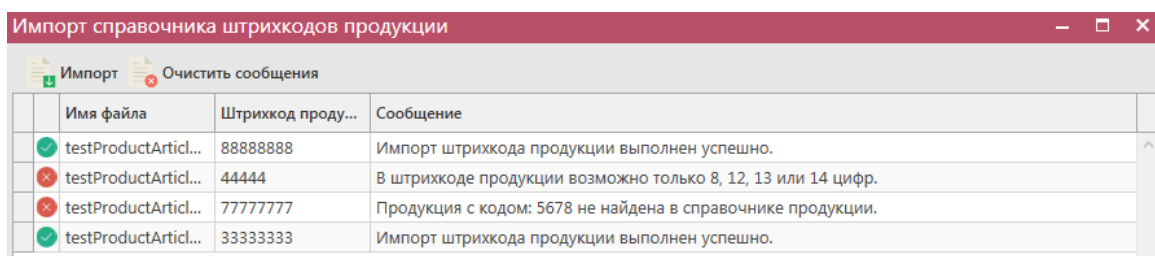 Импорт справочника штрихкодов продукции
Импорт Очистить сообщения
Имя файла Штрихкод проду... Сообщение
testProductArticl... 88888888 Импорт штрихкода продукции выполнен успешно.
testProductArticl... 44444 В штрихкоде продукции возможно только 8, 12, 13 или 14 цифр.
testProductArticl... 77777777 Продукция с кодом: 5678 не найдена в справочнике продукции.
testProductArticl... 33333333 Импорт штрихкода продукции выполнен успешно.